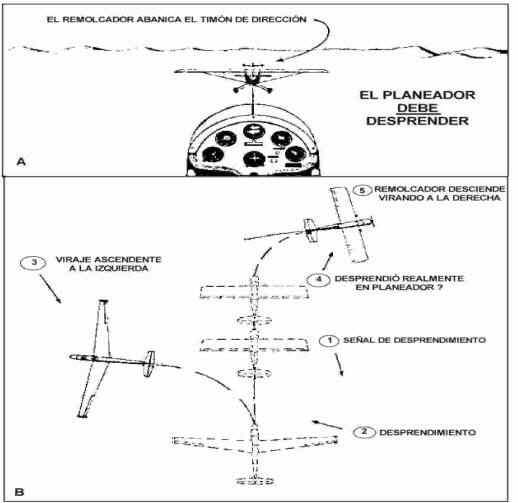 EL REMOLCADOR ABANICA EL TIMÓN DE DIRECCIÓN
EL PLANEADOR
DEBE
DESPRENDER
A
5 REMOLCADOR DESCIENDE
VIRANDO A LA DERECHA
3 VIRAJE ASCENDENTE
A LA IZQUIERDA
4 DESPRENDIÓ REALMENTE
EN PLANEADOR ?
1 SEÑAL DE DESPRENDIMIENTO
2 DESPRENDIMIENTO
B